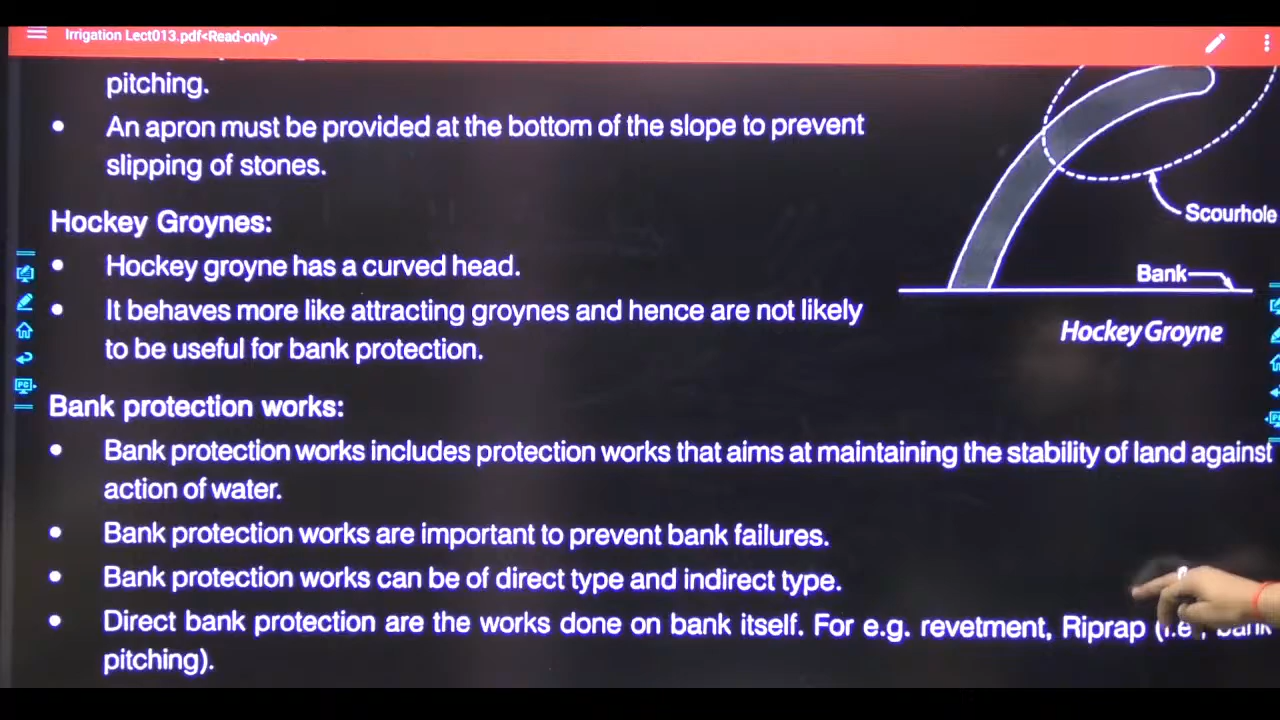 Irrigation Lect013.pdf<Read-only>
pitching.
• An apron must be provided at the bottom of the slope to prevent
slipping of stones.
Hockey Groynes:
• Hockey groyne has a curved head.
• It behaves more like attracting groynes and hence are not likely
to be useful for bank protection.
Scourhole
Bank
Hockey Groyne
Bank protection works:
• Bank protection works includes protection works that aims at maintaining the stability of land against
action of water.
• Bank protection works are important to prevent bank failures.
• Bank protection works can be of direct type and indirect type.
• Direct bank protection are the works done on bank itself. For e.g. revetment, Riprap (i.e., bank
pitching).
PC